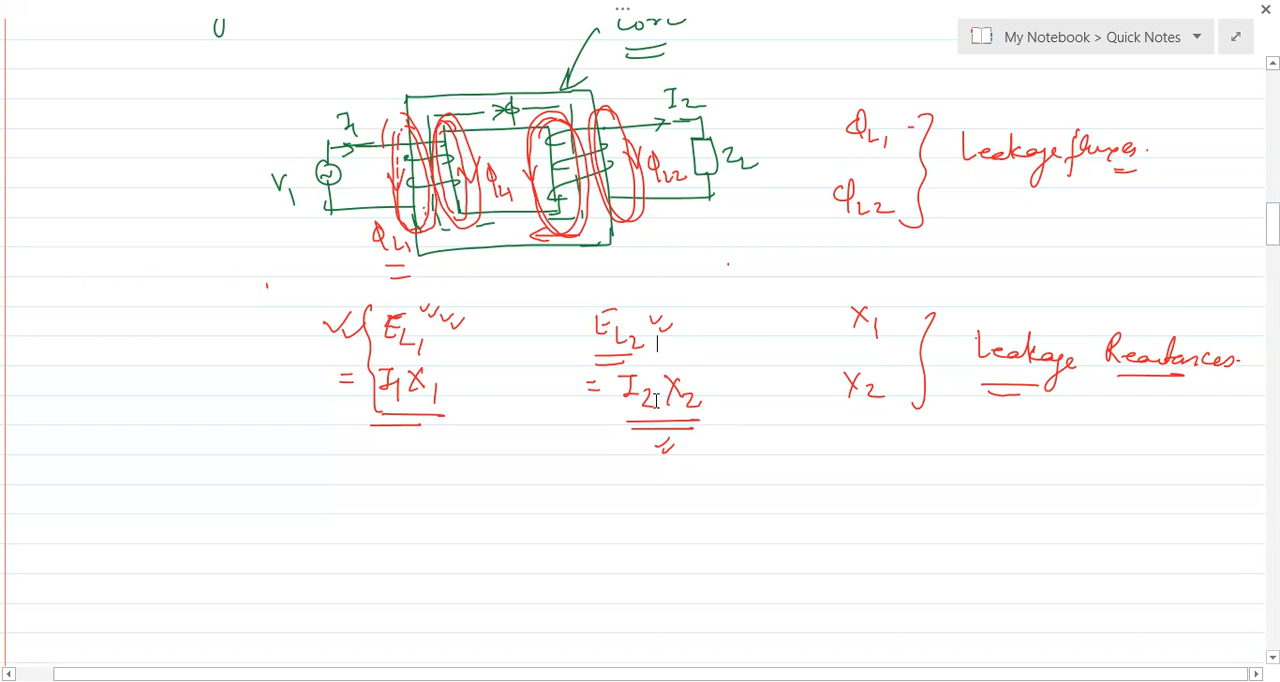 My Notebook > Quick Notes
core
I1
I2
V1
ZL
φ
φL1
φL1
φL2
φL1
φL2
Leakage fluxes.
EL1
= I1X1
EL2
= I2X2
X1
X2
Leakage Reactances.